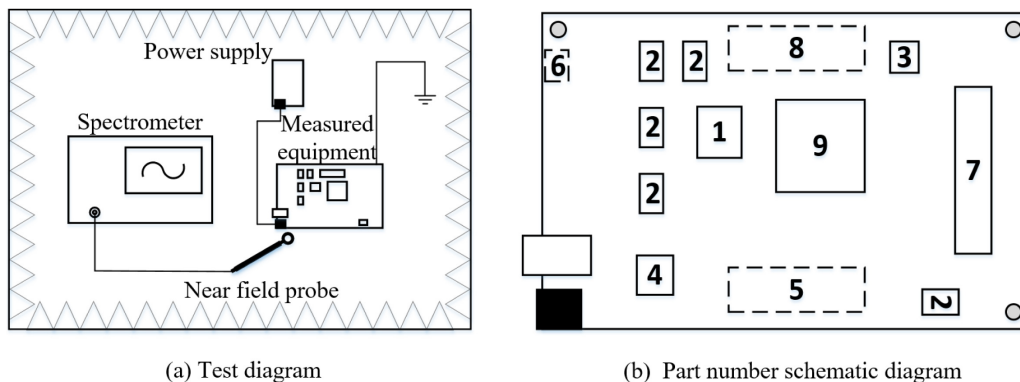 Power supply
Spectrometer
Measured
equipment
Near field probe
(a) Test diagram
6
2
2
8
3
2
1
9
7
2
4
5
2
(b) Part number schematic diagram